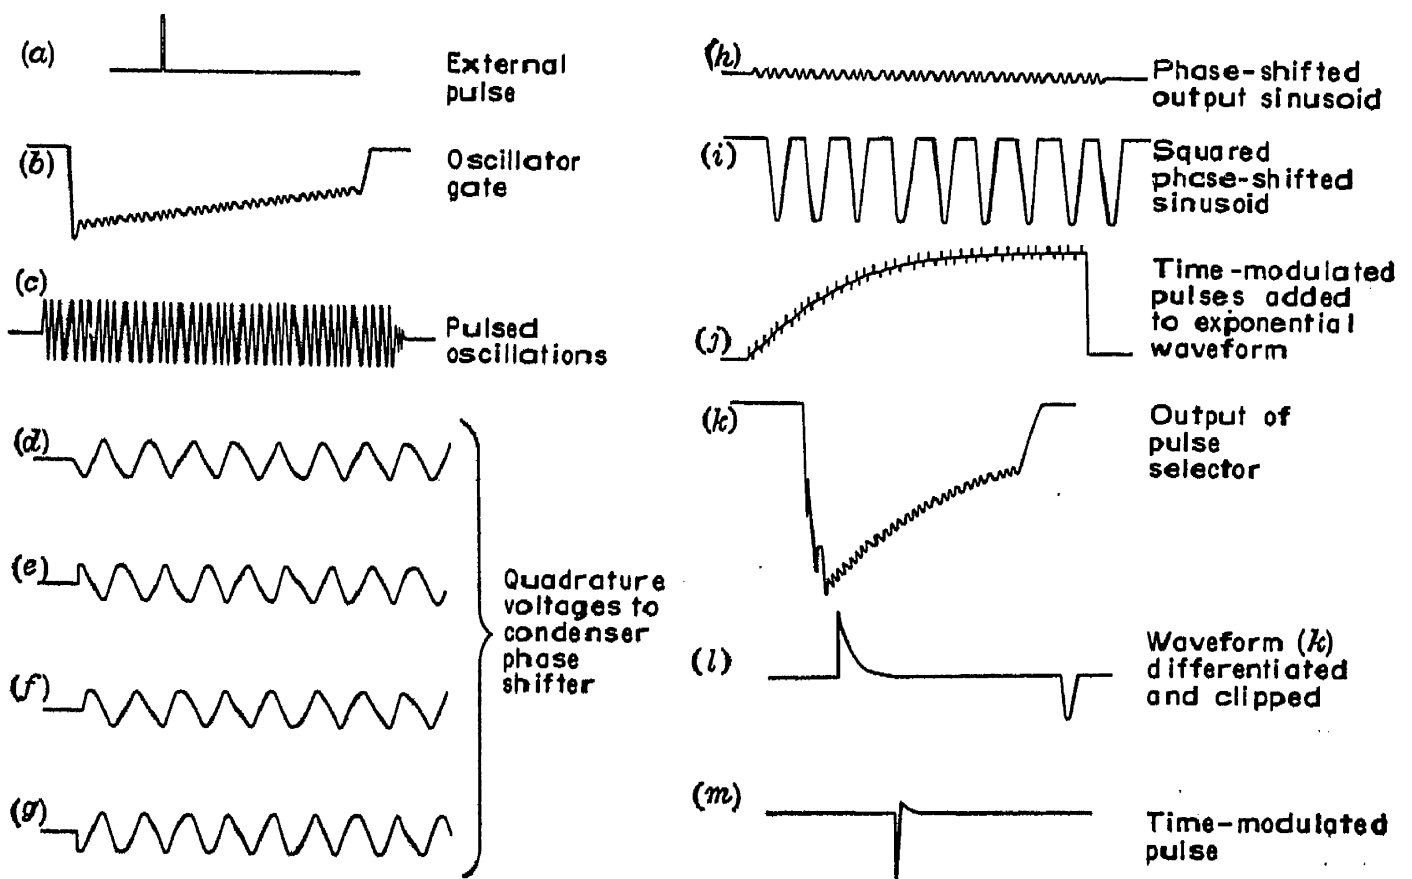 (a)
External
pulse
(b)
Oscillator
gate
(c)
Pulsed
oscillations
(d)
(e)
(f)
(g)
Quadrature
voltages to
condenser
phase
shifter
(h)
Phase-shifted
output sinusoid
(i)
Squared
phase-shifted
sinusoid
(j)
Time-modulated
pulses added
to exponential
waveform
(k)
Output of
pulse
selector
(l)
Waveform (k)
differentiated
and clipped
(m)
Time-modulated
pulse